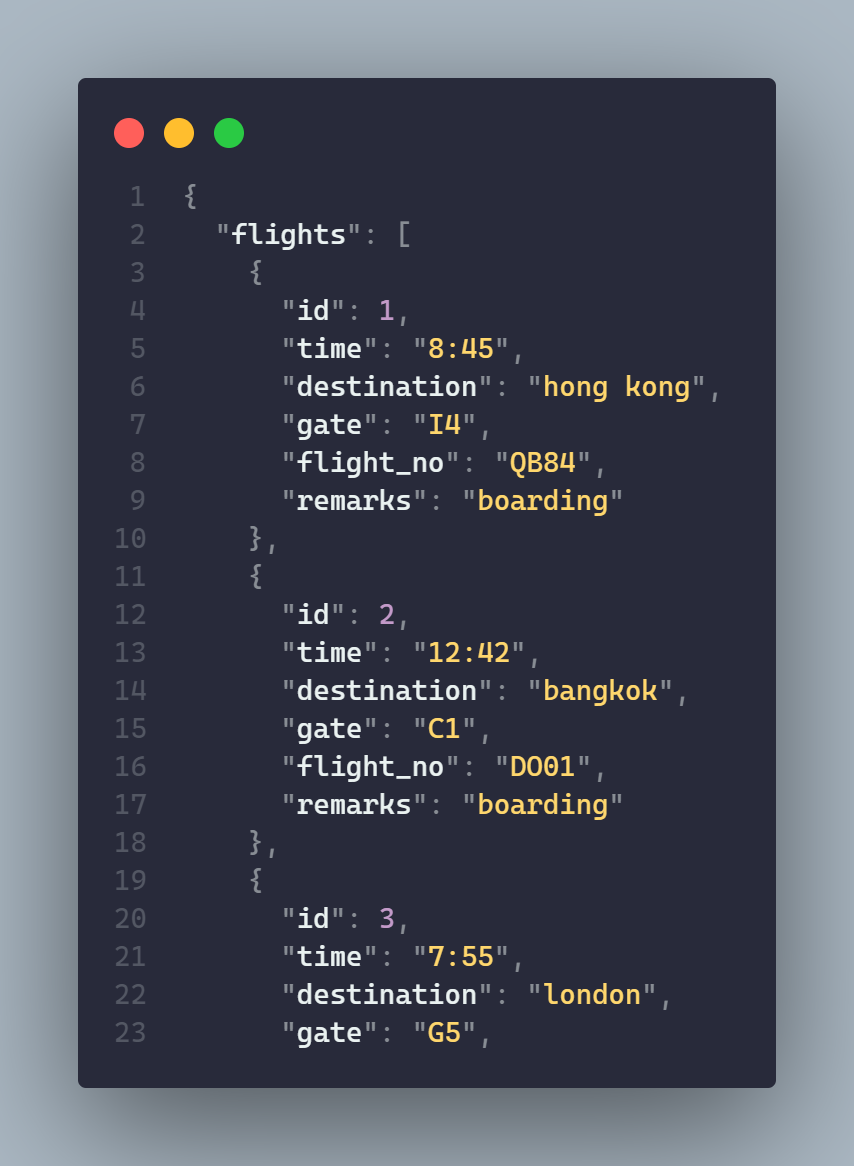 1 {
2   "flights": [
3     {
4       "id": 1,
5       "time": "8:45",
6       "destination": "hong kong",
7       "gate": "I4",
8       "flight_no": "QB84",
9       "remarks": "boarding"
10     },
11     {
12       "id": 2,
13       "time": "12:42",
14       "destination": "bangkok",
15       "gate": "C1",
16       "flight_no": "DO01",
17       "remarks": "boarding"
18     },
19     {
20       "id": 3,
21       "time": "7:55",
22       "destination": "london",
23       "gate": "G5",